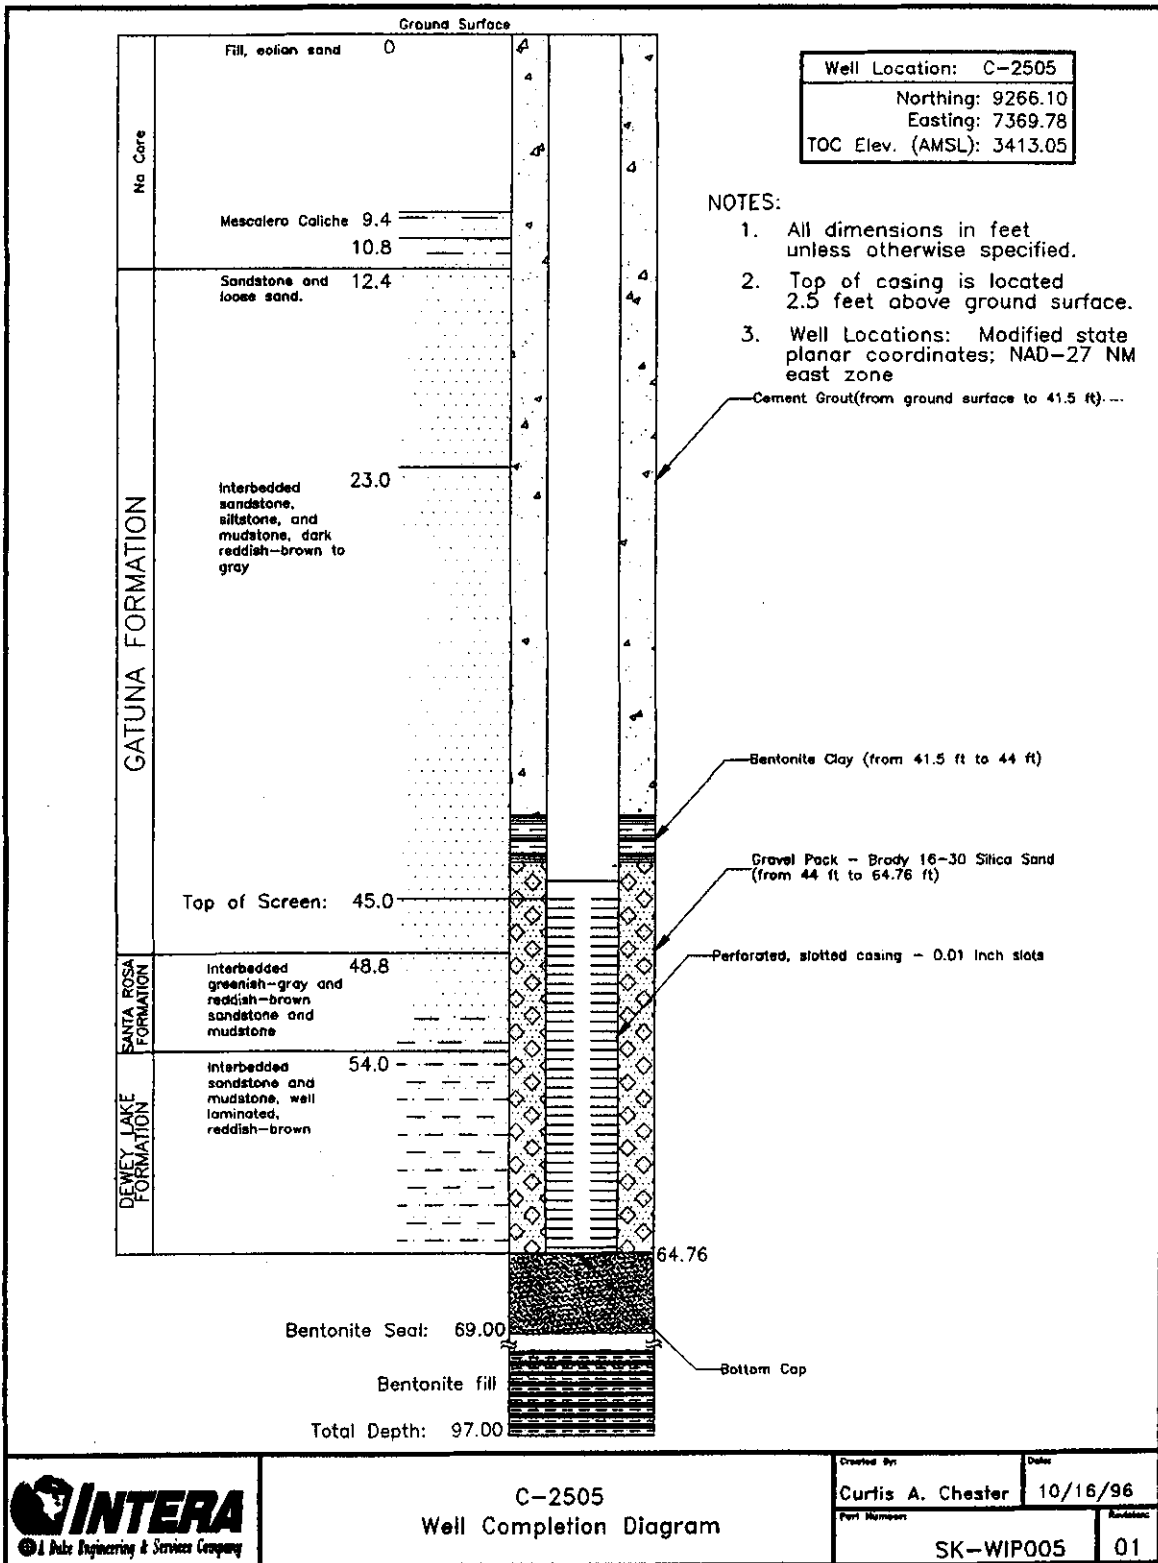 Ground Surface
Fill, eolian sand 0
No Core
Mescalero Caliche 9.4
10.8
Sandstone and loose sand. 12.4
Interbedded sandstone, siltstone, and mudstone, dark reddish-brown to gray 23.0
GATUNA FORMATION
Top of Screen: 45.0
SANTA ROSA FORMATION
Interbedded greenish-gray and reddish-brown sandstone and mudstone 48.8
DEWEY LAKE FORMATION
Interbedded sandstone and mudstone, well laminated, reddish-brown 54.0
64.76
Bentonite Seal: 69.00
Bentonite fill
Total Depth: 97.00
Well Location: C-2505
Northing: 9266.10
Easting: 7369.78
TOC Elev. (AMSL): 3413.05
NOTES:
1. All dimensions in feet
unless otherwise specified.
2. Top of casing is located
2.5 feet above ground surface.
3. Well Locations: Modified state
planar coordinates; NAD-27 NM
east zone
Cement Grout(from ground surface to 41.5 ft)
Bentonite Clay (from 41.5 ft to 44 ft)
Gravel Pack - Brady 16-30 Silica Sand
(from 44 ft to 64.76 ft)
Perforated, slotted casing - 0.01 inch slots
Bottom Cap
INTERA
A Duke Engineering & Services Company
C-2505
Well Completion Diagram
Created By:
Curtis A. Chester
Date:
10/16/96
Part Number:
SK-WIP005
Revision:
01